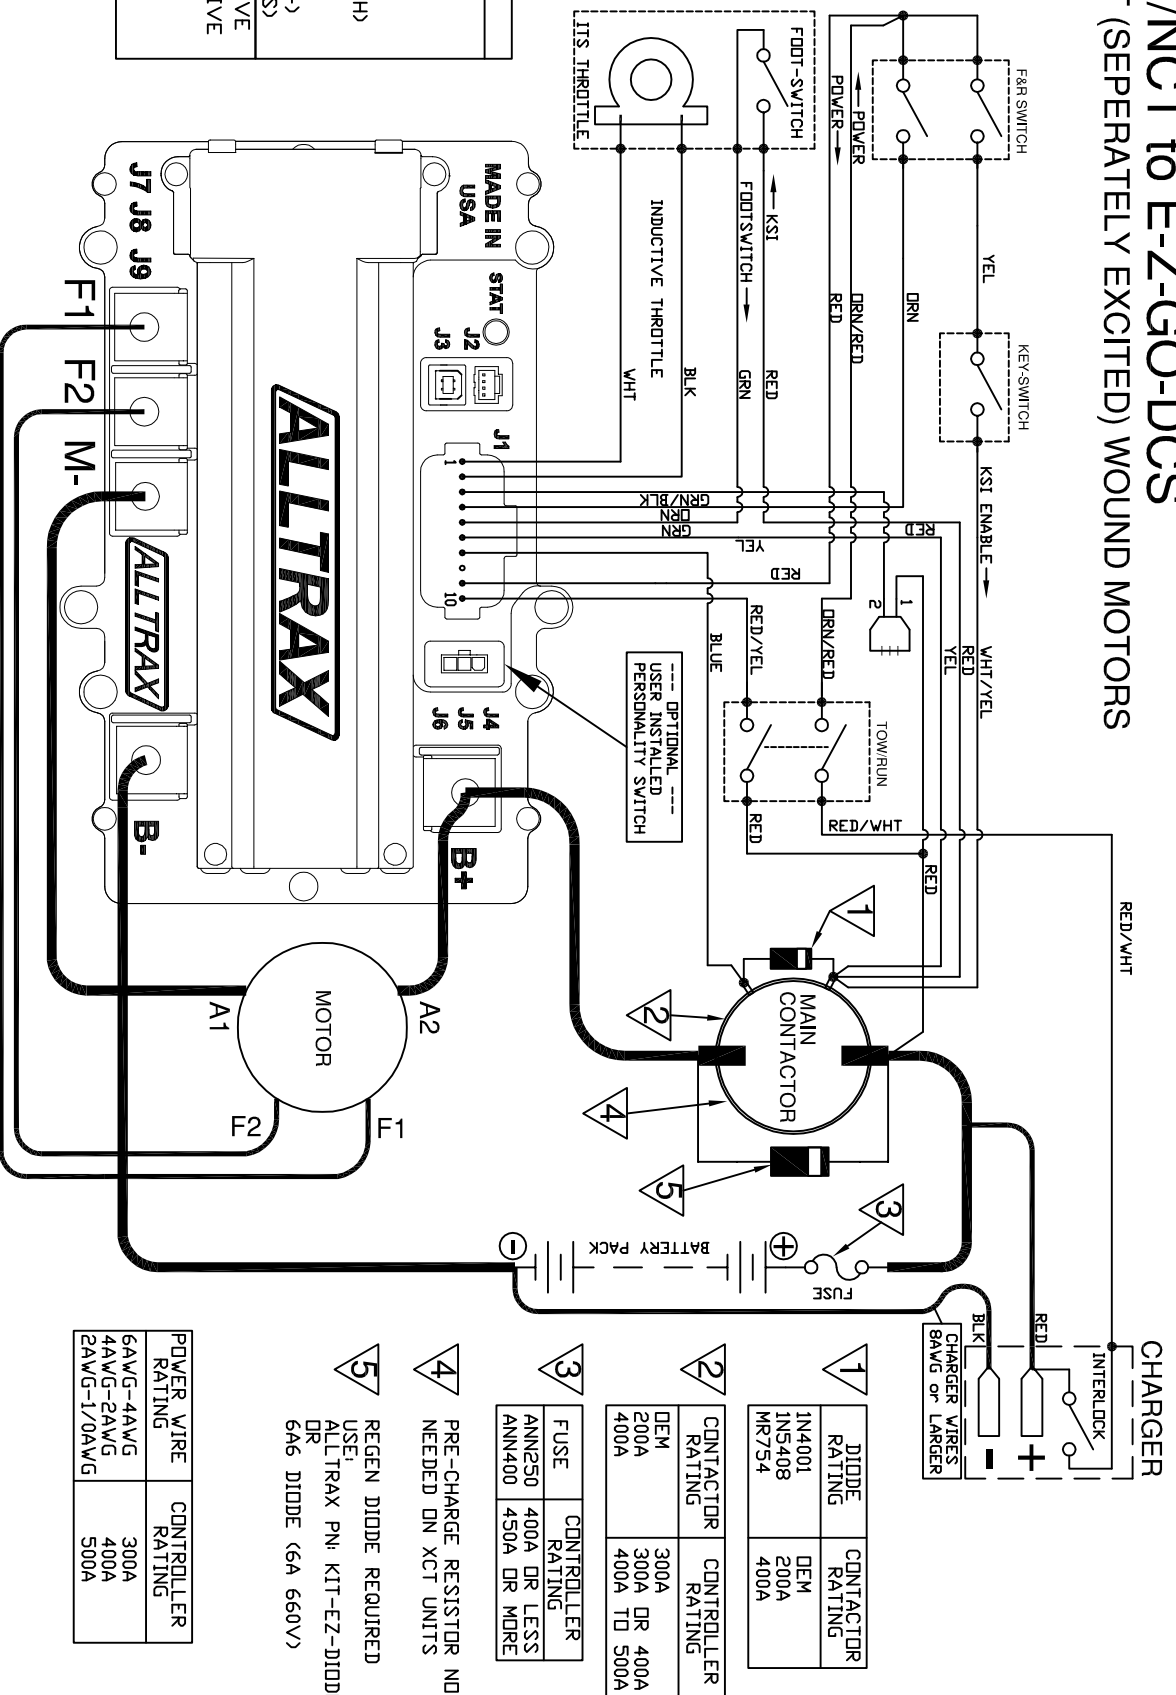 /NCT to E-Z-GO-DCS
(SEPERATELY EXCITED) WOUND MOTORS
H)
-)
S)
VE
IVE
F&R SWITCH
KEY-SWITCH
FOOT-SWITCH
ITS THROTTLE
POWER
POWER
KSI
FOOTSWITCH
INDUCTIVE THROTTLE
YEL
ORN
ORN/RED
RED
RED
GRN
BLK
WHT
KSI ENABLE
WHT/YEL
RED
YEL
RED
GRN/BLK
ORN
GRN
YEL
RED
1
2
ORN/RED
RED/YEL
BLUE
TOW/RUN
RED/WHT
RED
RED
RED/WHT
MADE IN
USA
STAT
J2
J3
J1
1
10
J4
J5
J6
J7 J8 J9
F1 F2 M-
B-
B+
ALLTRAX
ALLTRAX
--- OPTIONAL ---
USER INSTALLED
PERSONALITY SWITCH
MAIN
CONTACTOR
1
2
4
5
3
MOTOR
A2
A1
F1
F2
BATTERY PACK
+
-
FUSE
CHARGER
INTERLOCK
RED
BLK
+
-
CHARGER WIRES
8AWG or LARGER
1
DIODE RATING CONTACTOR RATING
1N4001 OEM
1N5408 200A
MR754 400A
2
CONTACTOR RATING CONTROLLER RATING
OEM 300A
200A 300A OR 400A
400A 400A TO 500A
3
FUSE CONTROLLER RATING
ANN250 400A OR LESS
ANN400 450A OR MORE
4
PRE-CHARGE RESISTOR NO
NEEDED ON XCT UNITS
5
REGEN DIODE REQUIRED
USE:
ALLTRAX PN: KIT-EZ-DIOD
OR
6A6 DIODE (6A 660V)
POWER WIRE RATING CONTROLLER RATING
6AWG-4AWG 300A
4AWG-2AWG 400A
2AWG-1/0AWG 500A